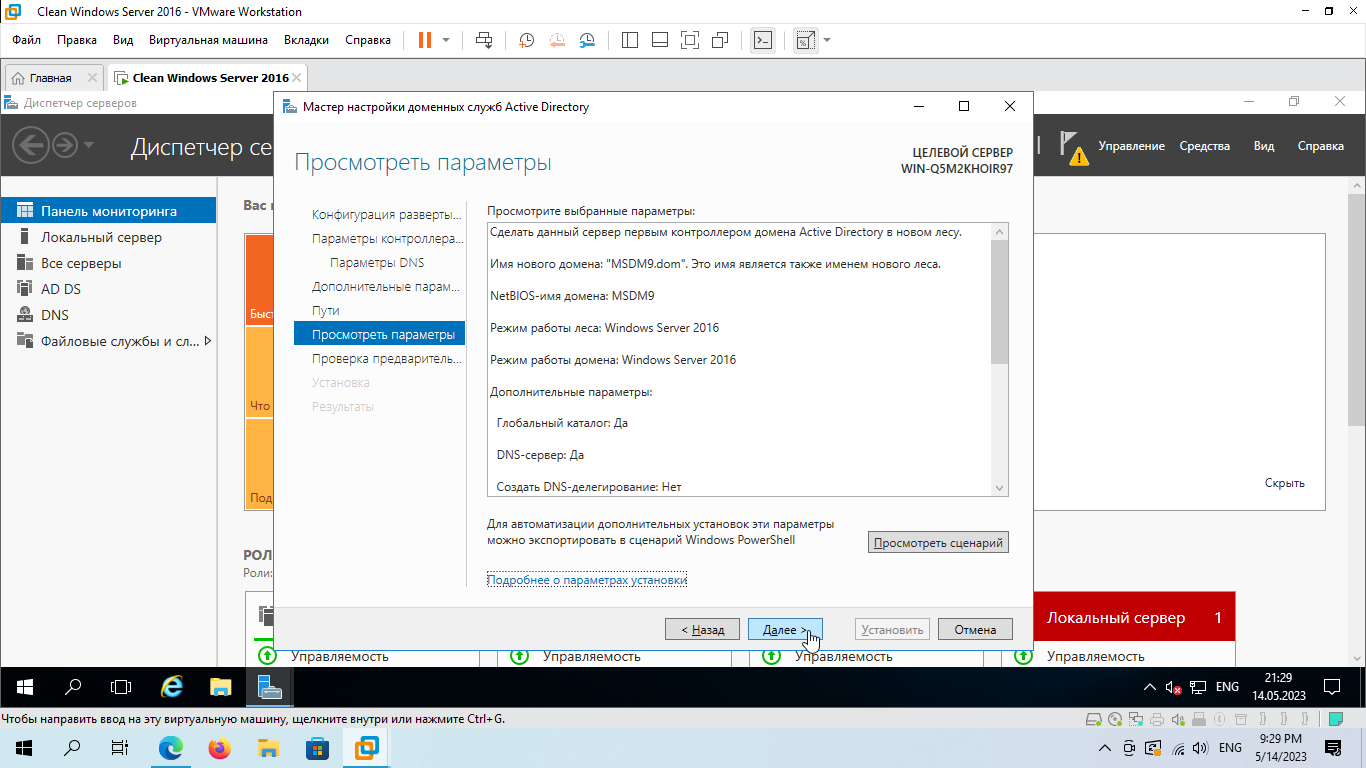 Clean Windows Server 2016 - VMware Workstation
Файл Правка Вид Виртуальная машина Вкладки Справка
Главная
Clean Windows Server 2016
Диспетчер серверов
Мастер настройки доменных служб Active Directory
Диспетчер се
Управление Средства Вид Справка
Просмотреть параметры
ЦЕЛЕВОЙ СЕРВЕР
WIN-Q5M2KHOIR97
Панель мониторинга
Локальный сервер
Все серверы
AD DS
DNS
Файловые службы и сл...
Вас
Быст
Что
Под
РОЛ
Роли:
Конфигурация разверты...
Параметры контроллера...
Параметры DNS
Дополнительные парам...
Пути
Просмотреть параметры
Проверка предваритель...
Установка
Результаты
Просмотрите выбранные параметры:
Сделать данный сервер первым контроллером домена Active Directory в новом лесу.
Имя нового домена: "MSDM9.dom". Это имя является также именем нового леса.
NetBIOS-имя домена: MSDM9
Режим работы леса: Windows Server 2016
Режим работы домена: Windows Server 2016
Дополнительные параметры:
Глобальный каталог: Да
DNS-сервер: Да
Создать DNS-делегирование: Нет
Для автоматизации дополнительных установок эти параметры
можно экспортировать в сценарий Windows PowerShell
Просмотреть сценарий
Подробнее о параметрах установки
< Назад
Далее >
Установить
Отмена
Скрыть
Локальный сервер 1
Управляемость
Управляемость
Управляемость
Управляемость
ENG
21:29
14.05.2023
Чтобы направить ввод на эту виртуальную машину, щелкните внутри или нажмите Ctrl+G.
ENG
9:29 PM
5/14/2023